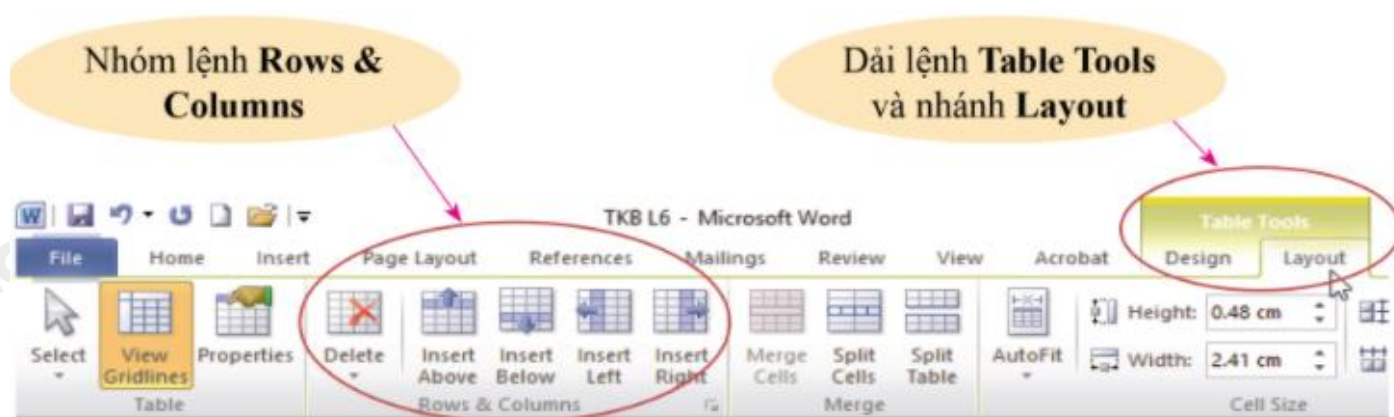 Nhóm lệnh Rows &
Columns
Dải lệnh Table Tools
và nhánh Layout
W
TKB L6 - Microsoft Word
Table Tools
File Home Insert Page Layout References Mailings Review View Acrobat Design Layout
Select View Gridlines Properties Delete Insert Above Insert Below Insert Left Insert Right Merge Cells Split Cells Split Table AutoFit
Height: 0.48 cm
Width: 2.41 cm
Table Rows & Columns Merge Cell Size